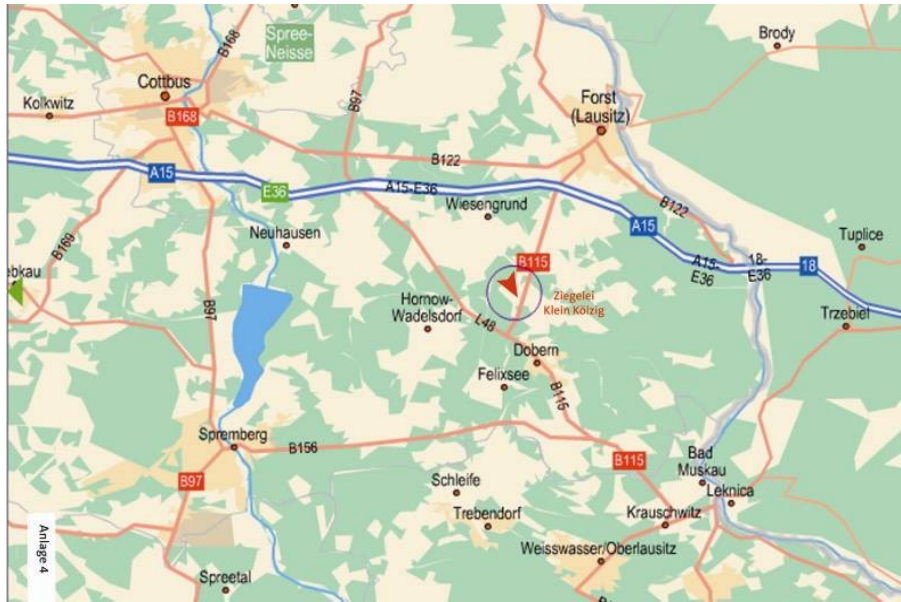 B168
Spree-
Neisse
Brody
Cottbus
Kolkwitz
B168
B97
Forst
(Lausitz)
B122
A15
E36
A15-E36
Wiesengrund
B122
A15
Tuplice
Neuhausen
B169
ebkau
B115
A15-
E36
18-
E36
18
Ziegelei
Klein Kölzig
B97
Hornow-
Wadelsdorf
L48
Trzebiel
Dobern
Felixsee
B115
Spremberg
B156
B115
Bad
Muskau
B97
Schleife
Leknica
Trebendorf
Krauschwitz
Anlage 4
Weisswasser/Oberlausitz
Spreetal